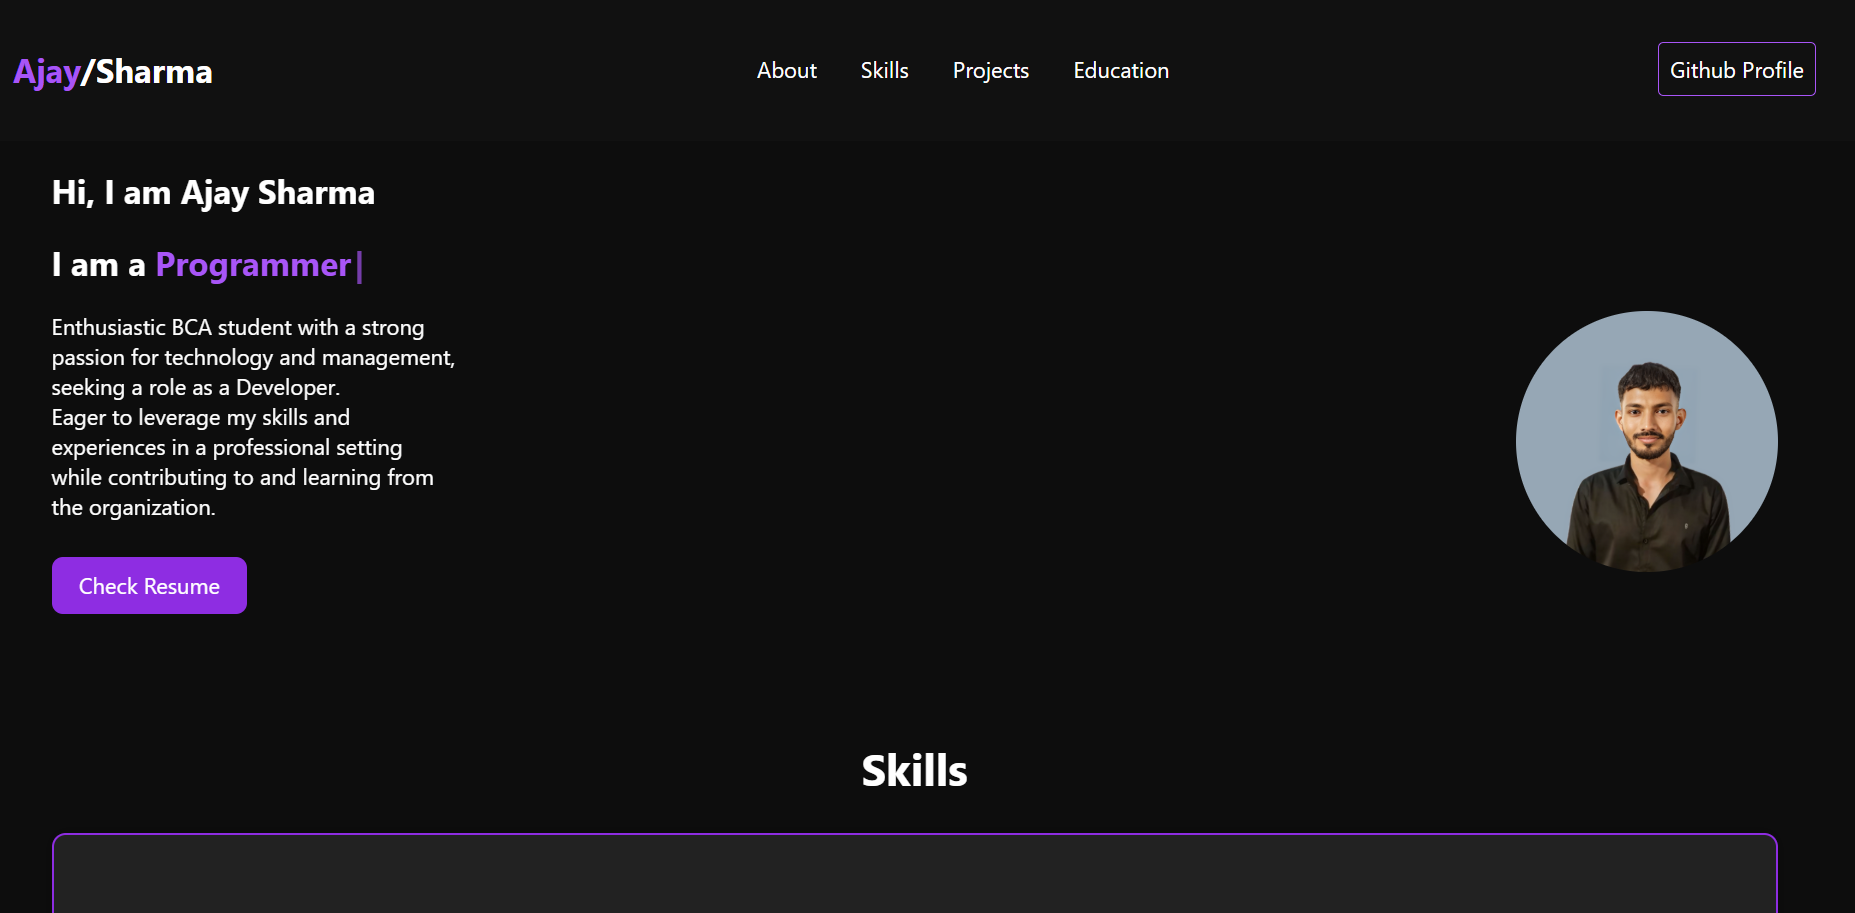 Ajay/Sharma
About Skills Projects Education
Github Profile
Hi, I am Ajay Sharma
I am a Programmer|
Enthusiastic BCA student with a strong
passion for technology and management,
seeking a role as a Developer.
Eager to leverage my skills and
experiences in a professional setting
while contributing to and learning from
the organization.
Check Resume
Skills